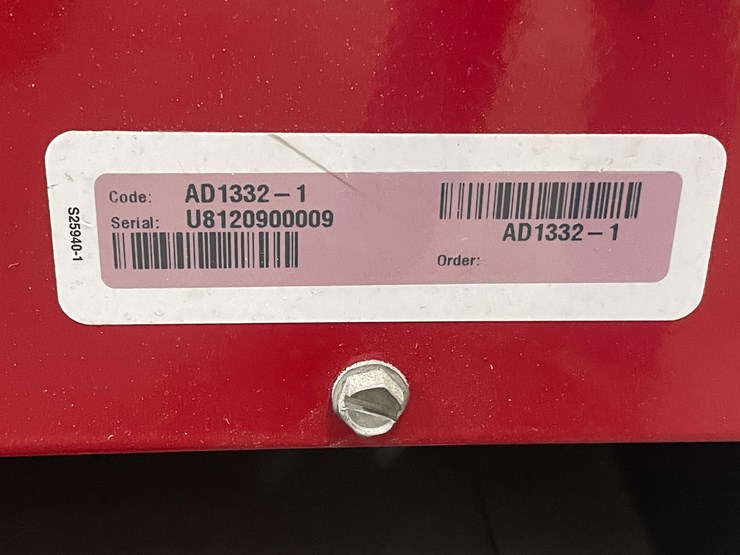 Code: AD1332-1
Serial: U8120900009
AD1332-1
Order:
S25940-1